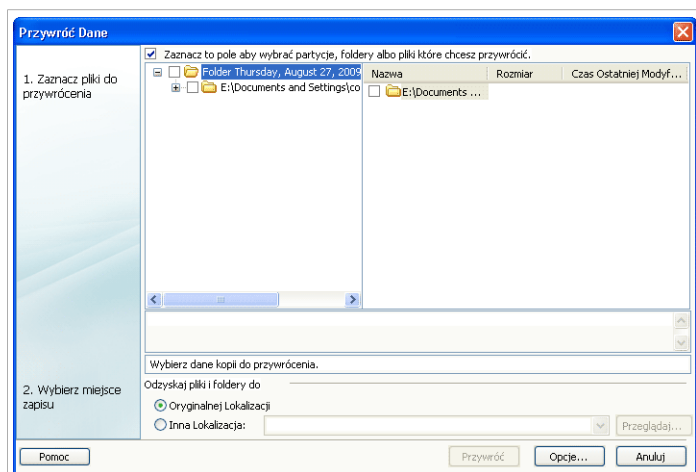 Przywróć Dane
Zaznacz to pole aby wybrać partycje, foldery albo pliki które chcesz przywrócić.
1. Zaznacz pliki do
przywrócenia
Folder Thursday, August 27, 2009
E:\Documents and Settings\co
Nazwa Rozmiar Czas Ostatniej Modyf...
E:\Documents ...
Wybierz dane kopii do przywrócenia.
2. Wybierz miejsce
zapisu
Odzyskaj pliki i foldery do
Oryginalnej Lokalizacji
Inna Lokalizacja: Przeglądaj...
Pomoc Przywróć Opcje... Anuluj